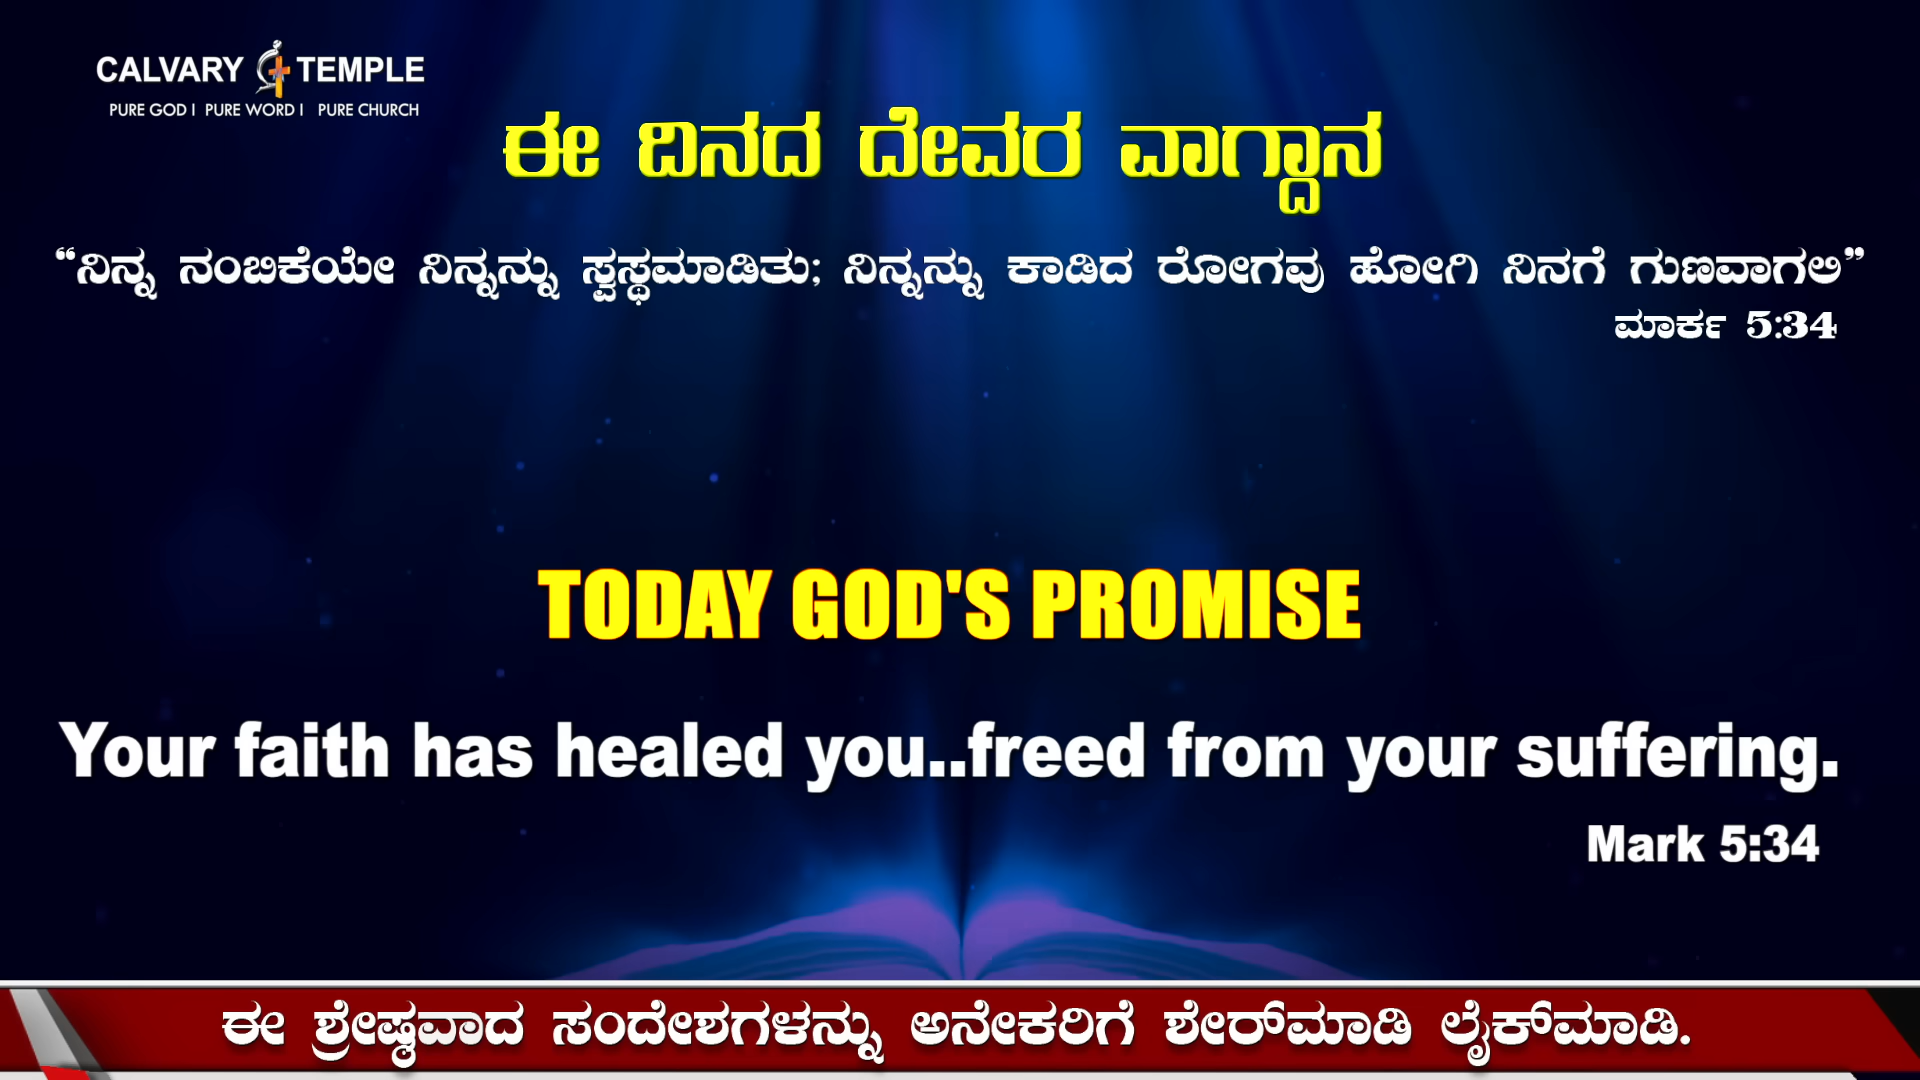 CALVARY TEMPLE
PURE GOD I PURE WORD I PURE CHURCH
ಈ ದಿನದ ದೇವರ ವಾಗ್ದಾನ
“ನಿನ್ನ ನಂಬಿಕೆಯೇ ನಿನ್ನನ್ನು ಸ್ವಸ್ಥಮಾಡಿತು; ನಿನ್ನನ್ನು ಕಾಡಿದ ರೋಗವು ಹೋಗಿ ನಿನಗೆ ಗುಣವಾಗಲಿ”
ಮಾರ್ಕ 5:34
TODAY GOD'S PROMISE
Your faith has healed you..freed from your suffering.
Mark 5:34
ಈ ಶ್ರೇಷ್ಠವಾದ ಸಂದೇಶಗಳನ್ನು ಅನೇಕರಿಗೆ ಶೇರ್‌ಮಾಡಿ ಲೈಕ್‌ಮಾಡಿ.